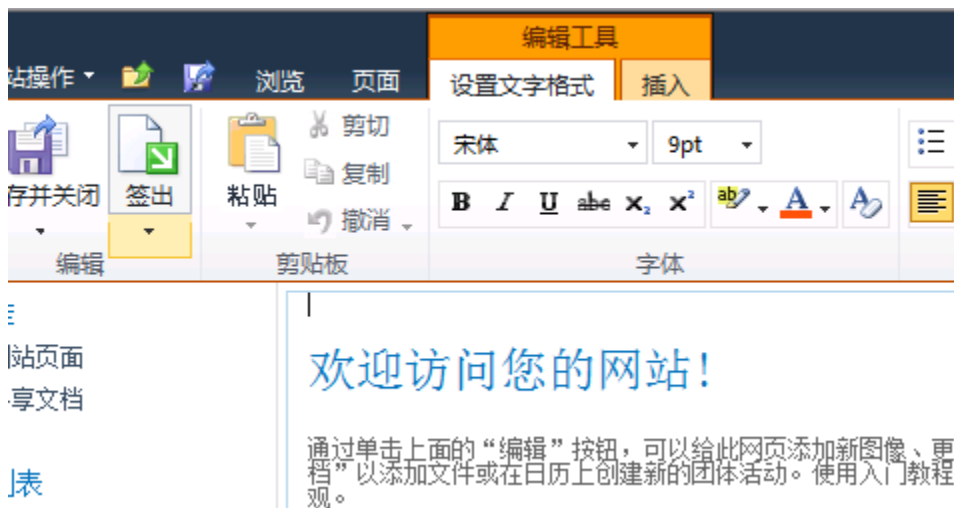 编辑工具
站操作 浏览 页面 设置文字格式 插入
剪切
宋体 9pt
复制
存并关闭 签出 粘贴
B I U abc x₂ x² ab A A
撤消
编辑 剪贴板 字体
网站页面
欢迎访问您的网站!
享文档
通过单击上面的“编辑”按钮，可以给此网页添加新图像、更
列表
档”以添加文件或在日历上创建新的团体活动。使用入门教程
观。